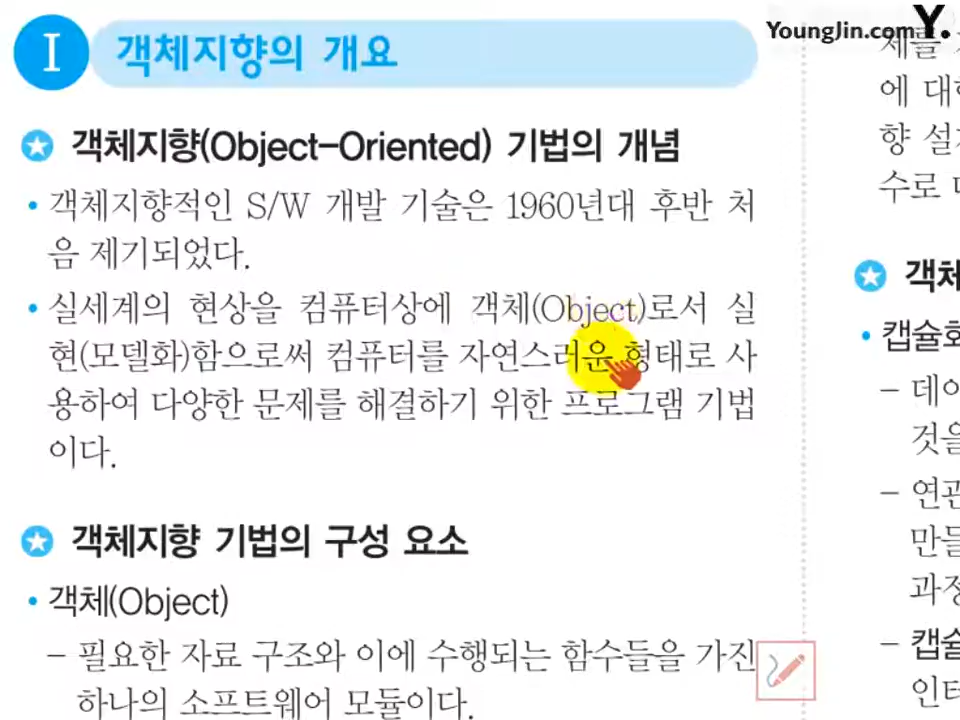 YoungJin.com Y.
I 객체지향의 개요
객체지향(Object-Oriented) 기법의 개념
• 객체지향적인 S/W 개발 기술은 1960년대 후반 처
음 제기되었다.
• 실세계의 현상을 컴퓨터상에 객체(Object)로서 실
현(모델화)함으로써 컴퓨터를 자연스러운 형태로 사
용하여 다양한 문제를 해결하기 위한 프로그램 기법
이다.
객체지향 기법의 구성 요소
• 객체(Object)
– 필요한 자료 구조와 이에 수행되는 함수들을 가진
하나의 소프트웨어 모듈이다.
제를
에 대
향 설
수로
객체
• 캡슐화
– 데이
것을
– 연관
만들
과정
– 캡슐
인터